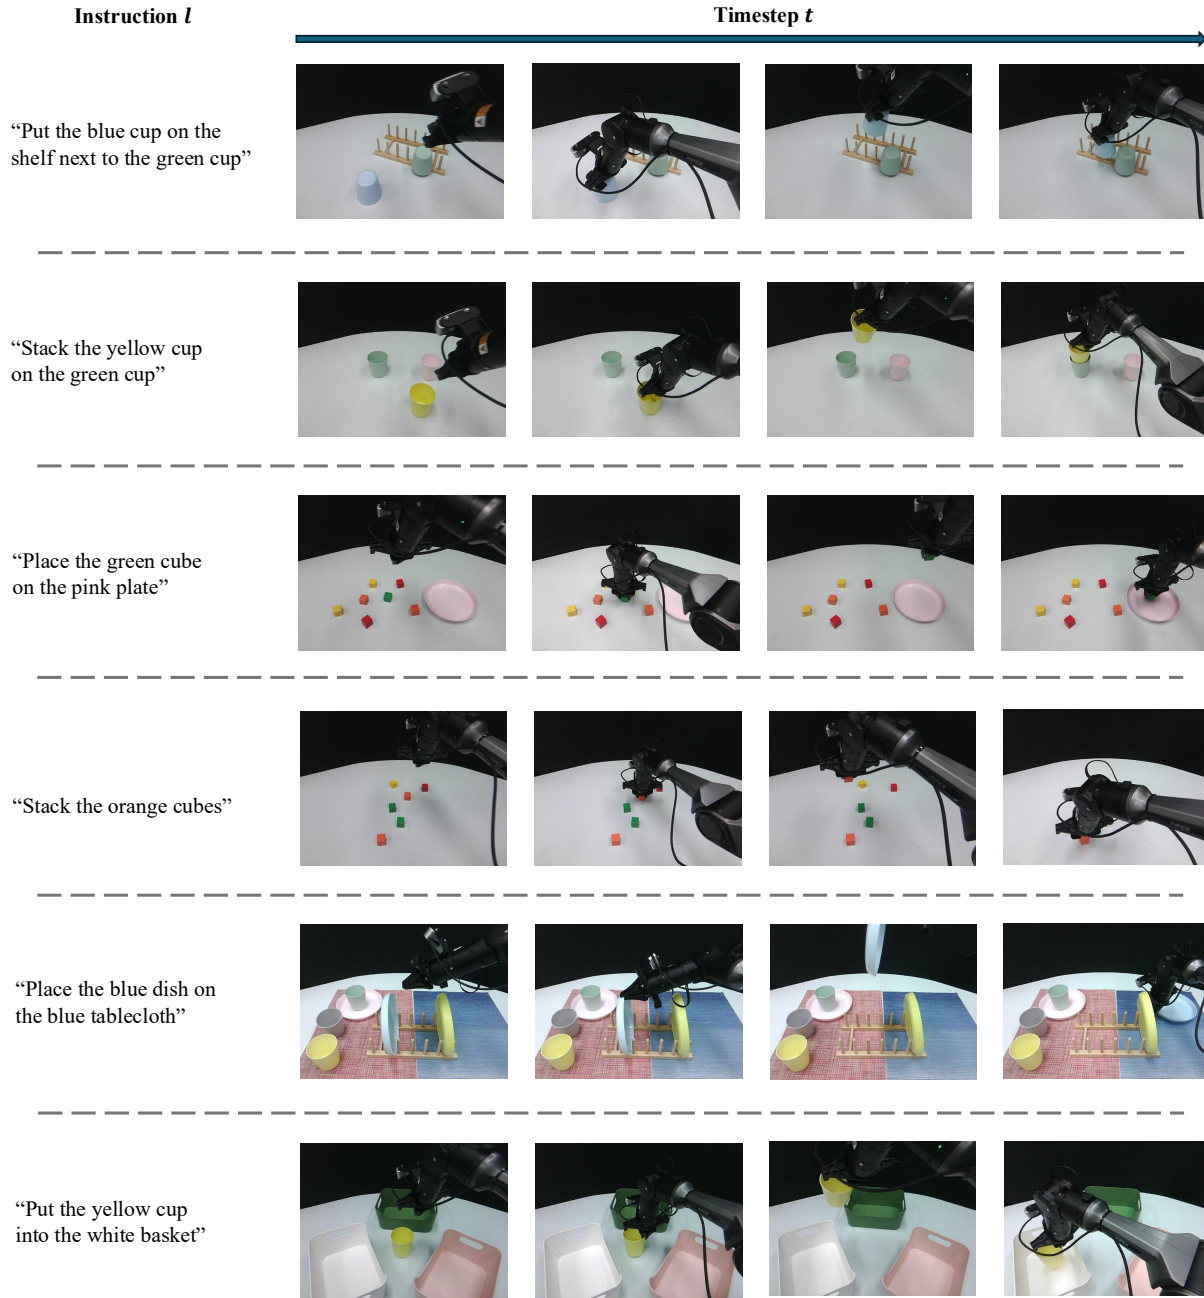 Instruction l
Timestep t
“Put the blue cup on the
shelf next to the green cup”
“Stack the yellow cup
on the green cup”
“Place the green cube
on the pink plate”
“Stack the orange cubes”
“Place the blue dish on
the blue tablecloth”
“Put the yellow cup
into the white basket”